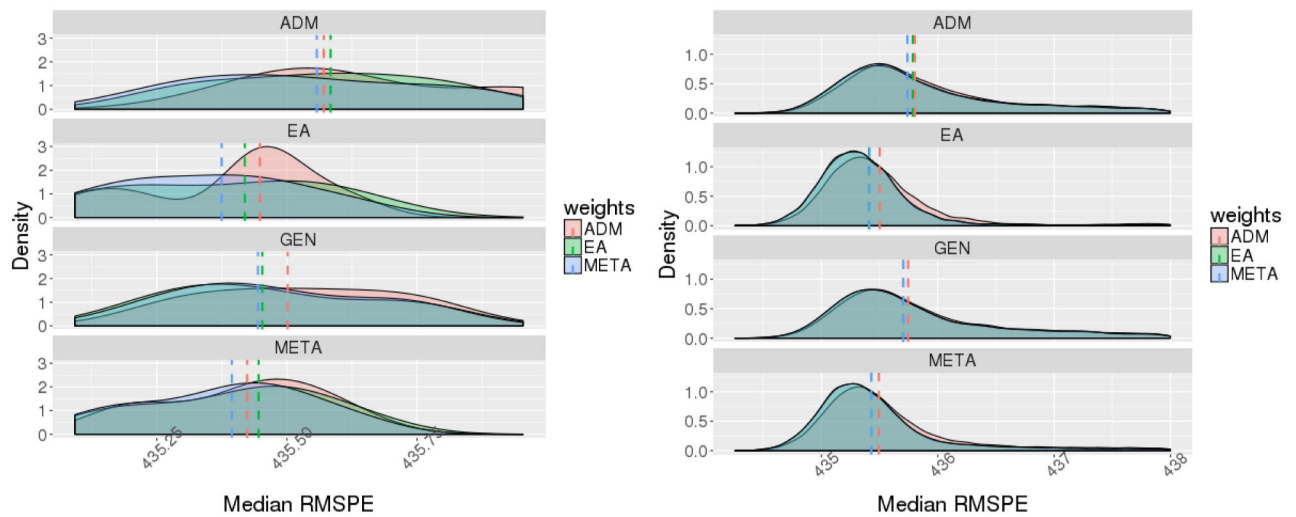 ADM
3
2
1
0
EA
3
2
1
0
GEN
3
2
1
0
META
3
2
1
0
435.25
435.50
435.75
Density
Median RMSPE
weights
ADM
EA
META
ADM
1.0
0.5
0.0
EA
1.0
0.5
0.0
GEN
1.0
0.5
0.0
META
1.0
0.5
0.0
435
436
437
438
Density
Median RMSPE
weights
ADM
EA
META